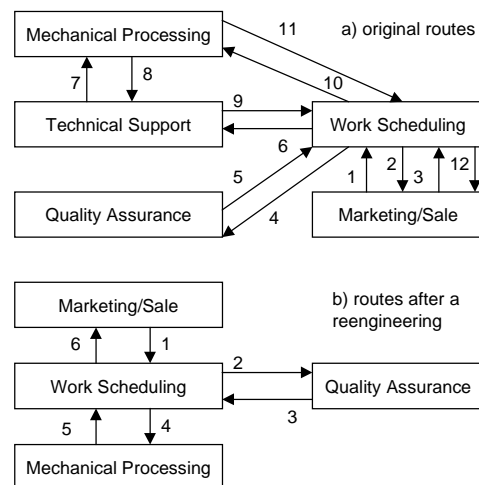 Mechanical Processing
11
a) original routes
7
8
10
9
Technical Support
Work Scheduling
6
5
1
2
3
12
Quality Assurance
4
Marketing/Sale
Marketing/Sale
b) routes after a
reengineering
6
1
2
Work Scheduling
Quality Assurance
3
5
4
Mechanical Processing